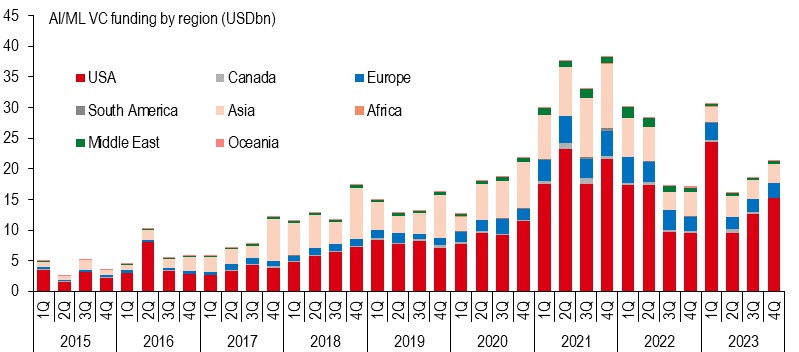 AI/ML VC funding by region (USDbn)
45
40
35
30
25
20
15
10
5
0
USA Canada Europe
South America Asia Africa
Middle East Oceania
1Q 2Q 3Q 4Q 1Q 2Q 3Q 4Q 1Q 2Q 3Q 4Q 1Q 2Q 3Q 4Q 1Q 2Q 3Q 4Q 1Q 2Q 3Q 4Q 1Q 2Q 3Q 4Q 1Q 2Q 3Q 4Q 1Q 2Q 3Q 4Q
2015 2016 2017 2018 2019 2020 2021 2022 2023